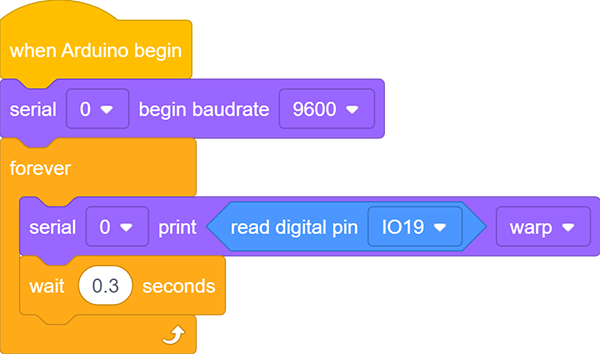 when Arduino begin
serial 0 begin baudrate 9600
forever
serial 0 print read digital pin IO19 warp
wait 0.3 seconds